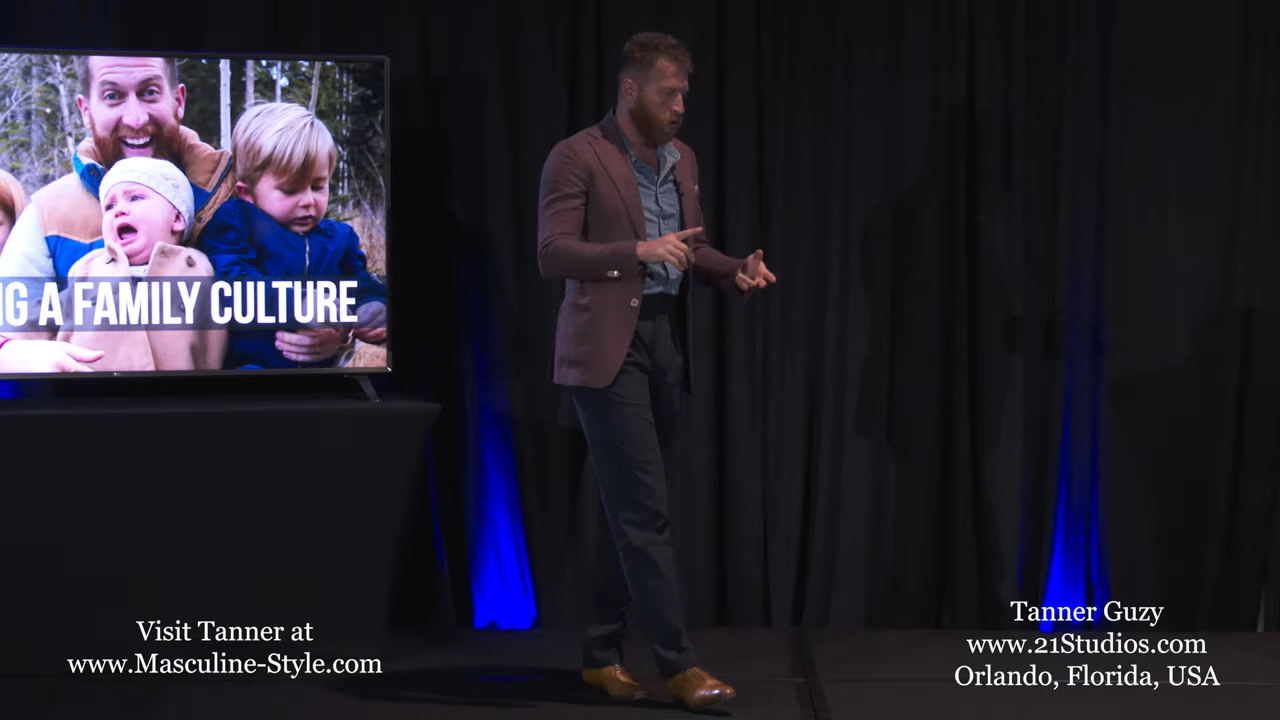 G A FAMILY CULTURE
Visit Tanner at
www.Masculine-Style.com
Tanner Guzy
www.21Studios.com
Orlando, Florida, USA